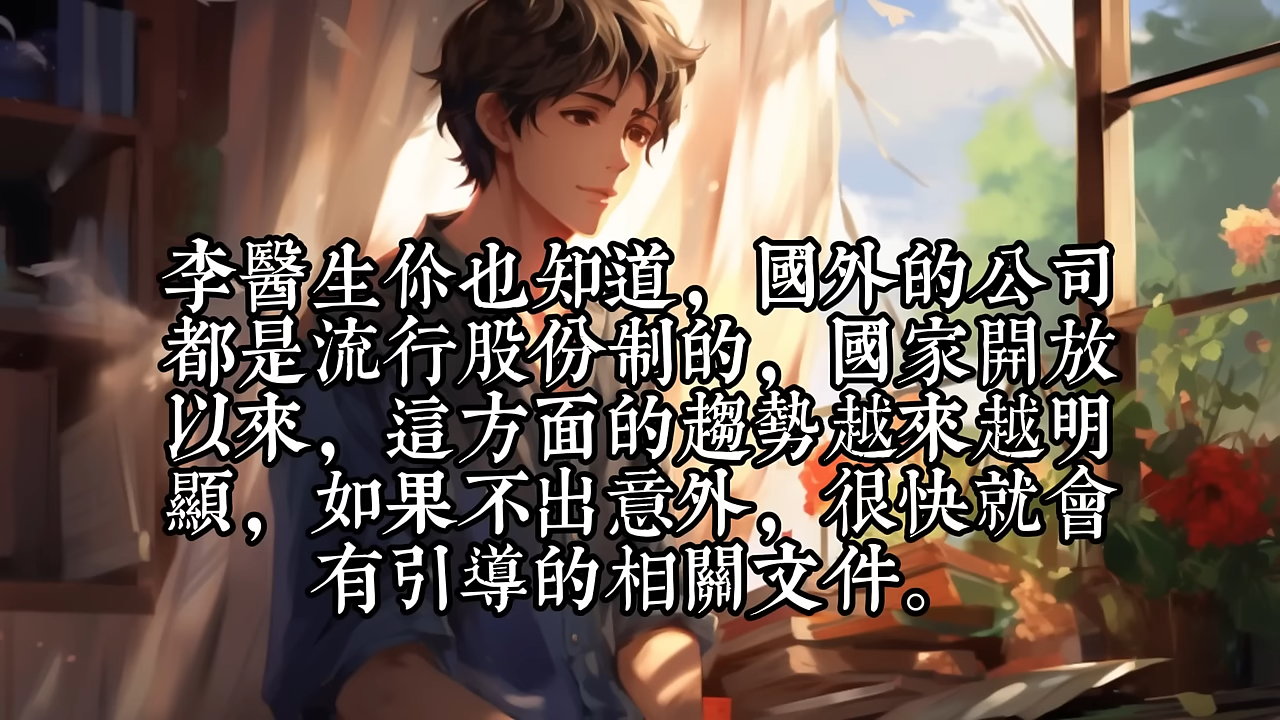 李醫生你也知道，國外的公司
都是流行股份制的，國家開放
以來，這方面的趨勢越來越明
顯，如果不出意外，很快就會
有引導的相關文件。